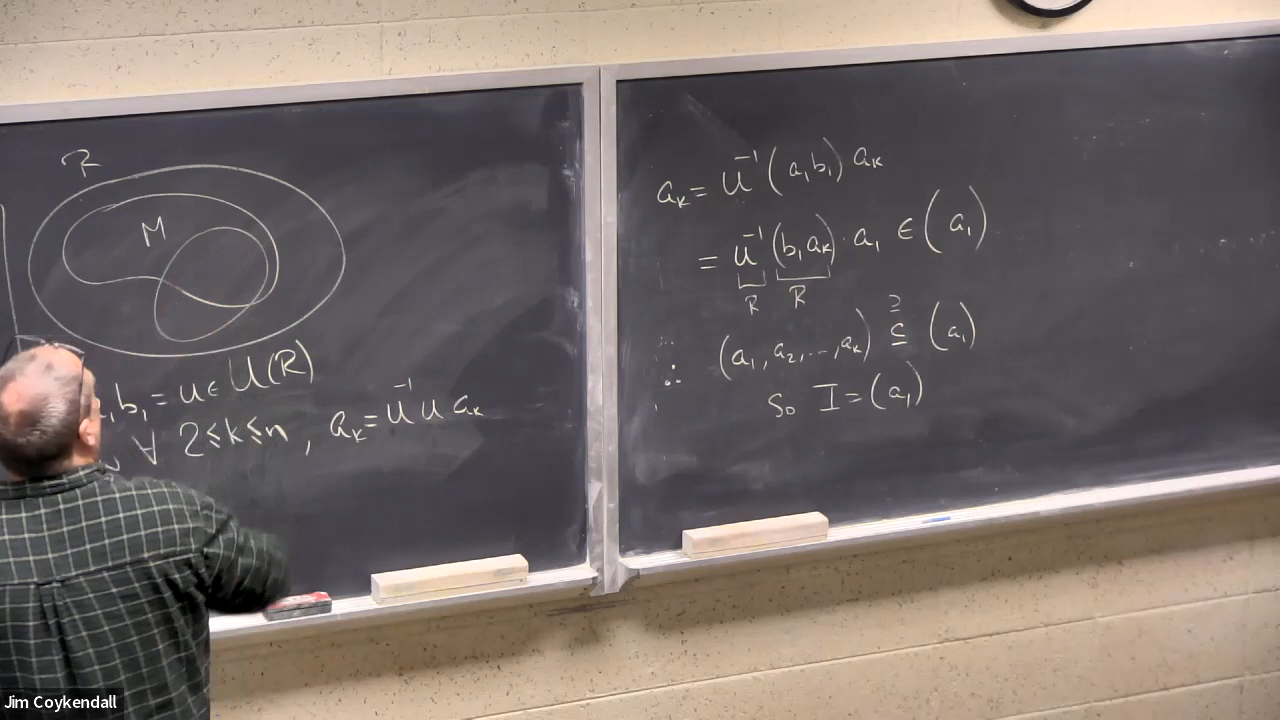 R
M
,b₁ = u ∈ U(R)
∀ 2≤k≤n, aₖ = u⁻¹ u aₖ
aₖ = u⁻¹ (a₁b₁) aₖ
= u⁻¹ (b₁aₖ) · a₁ ∈ (a₁)
R R
⊇
∴ (a₁, a₂, ..., aₖ) ⊆ (a₁)
So I = (a₁)
Jim Coykendall